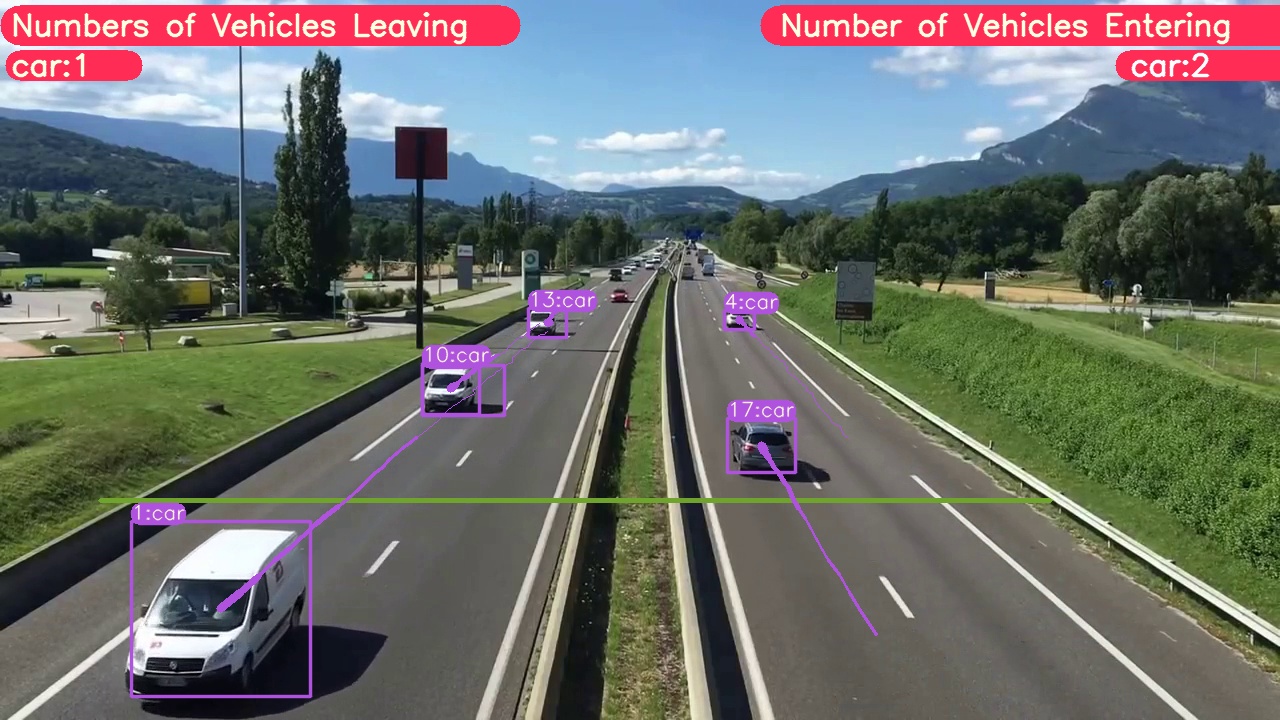 Numbers of Vehicles Leaving
Number of Vehicles Entering
car:1
car:2
13:car
4:car
10:car
17:car
1:car